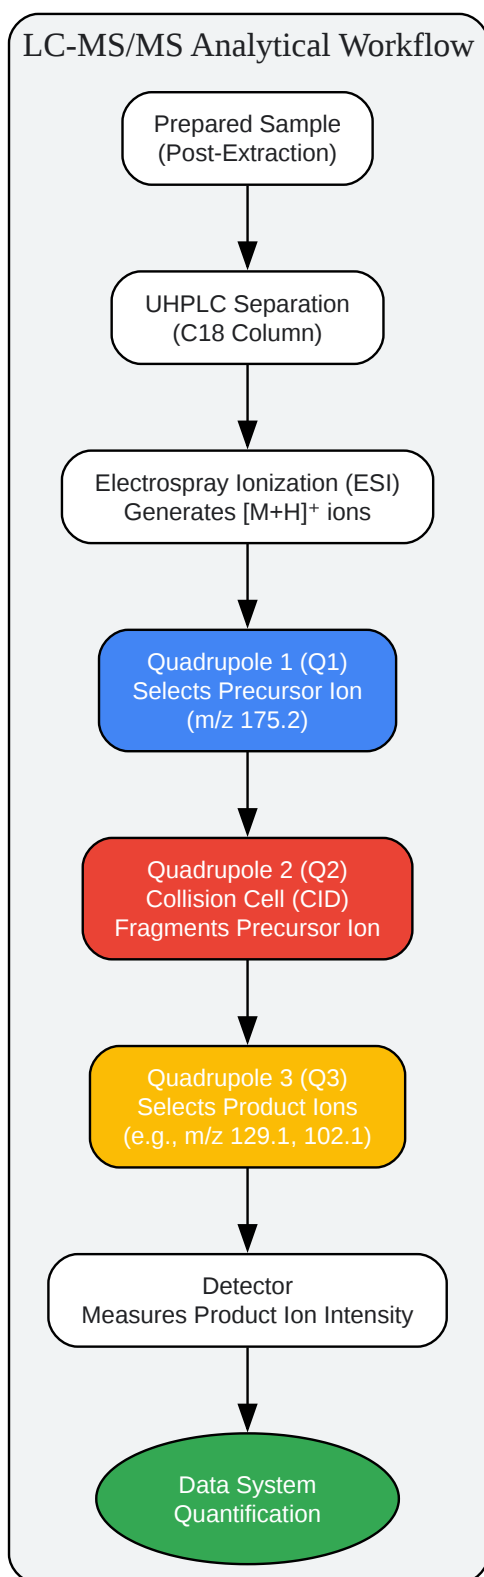 LC-MS/MS Analytical Workflow
Prepared Sample
(Post-Extraction)
UHPLC Separation
(C18 Column)
Electrospray Ionization (ESI)
Generates [M+H]⁺ ions
Quadrupole 1 (Q1)
Selects Precursor Ion
(m/z 175.2)
Quadrupole 2 (Q2)
Collision Cell (CID)
Fragments Precursor Ion
Quadrupole 3 (Q3)
Selects Product Ions
(e.g., m/z 129.1, 102.1)
Detector
Measures Product Ion Intensity
Data System
Quantification